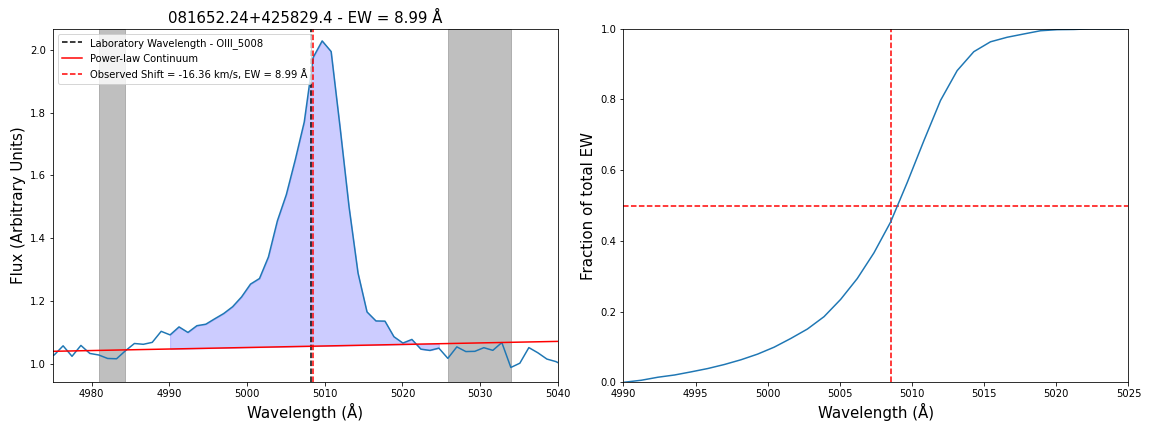 081652.24+425829.4 - EW = 8.99 Å
Laboratory Wavelength - OIII_5008
Power-law Continuum
Observed Shift = -16.36 km/s, EW = 8.99 Å
Flux (Arbitrary Units)
2.0
1.8
1.6
1.4
1.2
1.0
4980 4990 5000 5010 5020 5030 5040
Wavelength (Å)
Fraction of total EW
1.0
0.8
0.6
0.4
0.2
0.0
4990 4995 5000 5005 5010 5015 5020 5025
Wavelength (Å)